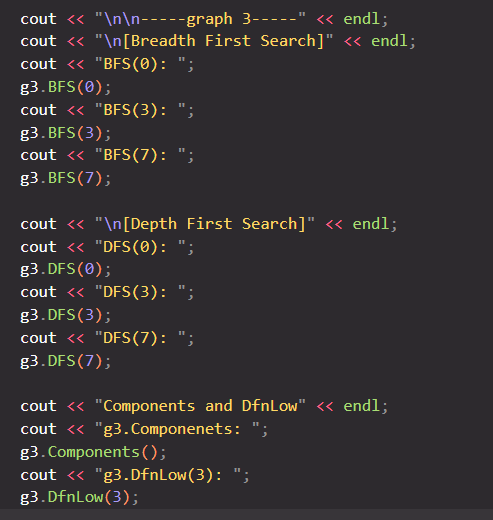 cout << "\n\n-----graph 3-----" << endl;
cout << "\n[Breadth First Search]" << endl;
cout << "BFS(0): ";
g3.BFS(0);
cout << "BFS(3): ";
g3.BFS(3);
cout << "BFS(7): ";
g3.BFS(7);
cout << "\n[Depth First Search]" << endl;
cout << "DFS(0): ";
g3.DFS(0);
cout << "DFS(3): ";
g3.DFS(3);
cout << "DFS(7): ";
g3.DFS(7);
cout << "Components and DfnLow" << endl;
cout << "g3.Componenets: ";
g3.Components();
cout << "g3.DfnLow(3): ";
g3.DfnLow(3);